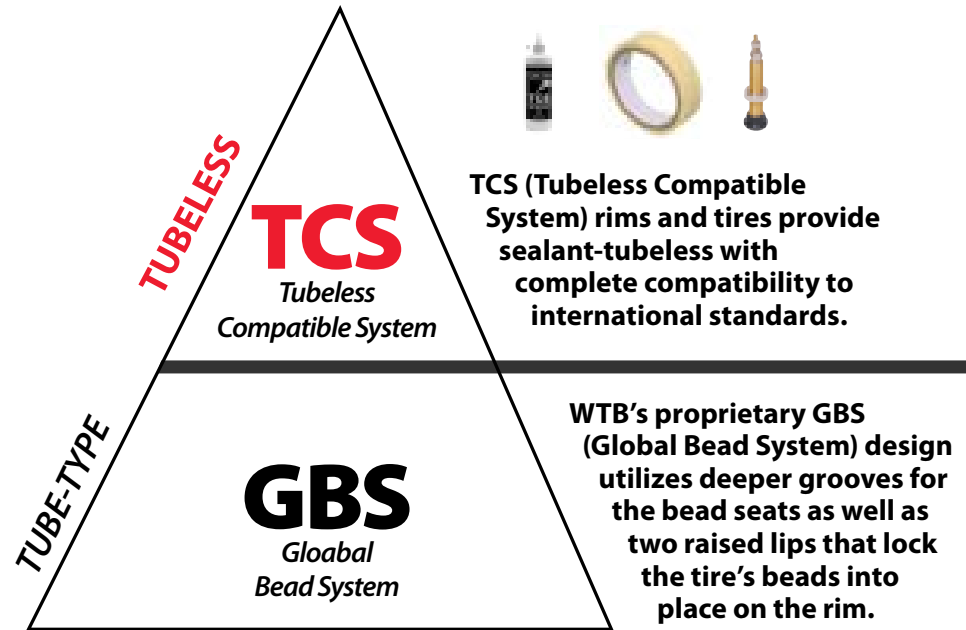 TUBELESS
TCS
Tubeless
Compatible System
TCS (Tubeless Compatible
System) rims and tires provide
sealant-tubeless with
complete compatibility to
international standards.
TUBE-TYPE
GBS
Gloabal
Bead System
WTB’s proprietary GBS
(Global Bead System) design
utilizes deeper grooves for
the bead seats as well as
two raised lips that lock
the tire’s beads into
place on the rim.